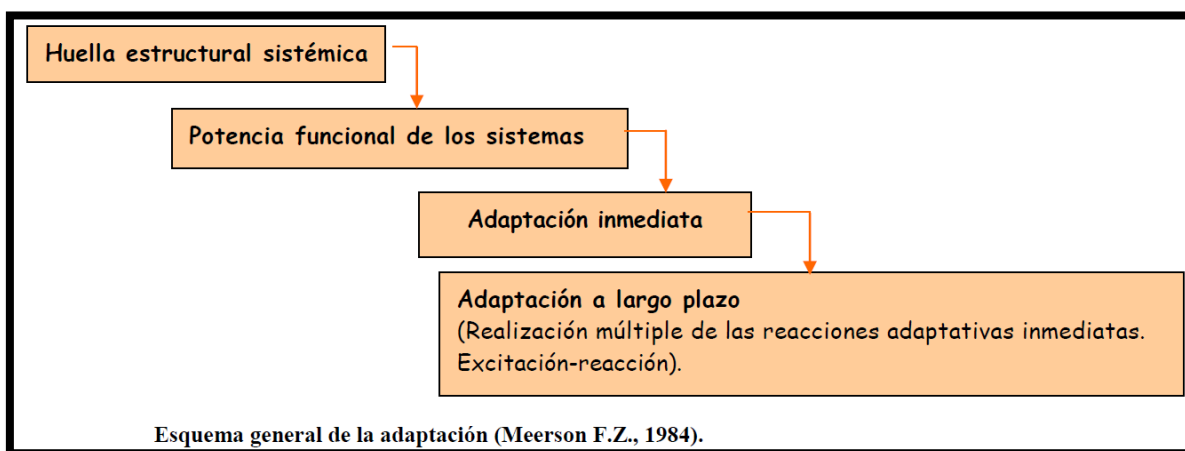 Huella estructural sistémica
Potencia funcional de los sistemas
Adaptación inmediata
Adaptación a largo plazo
(Realización múltiple de las reacciones adaptativas inmediatas.
Excitación-reacción).
Esquema general de la adaptación (Meerson F.Z., 1984).